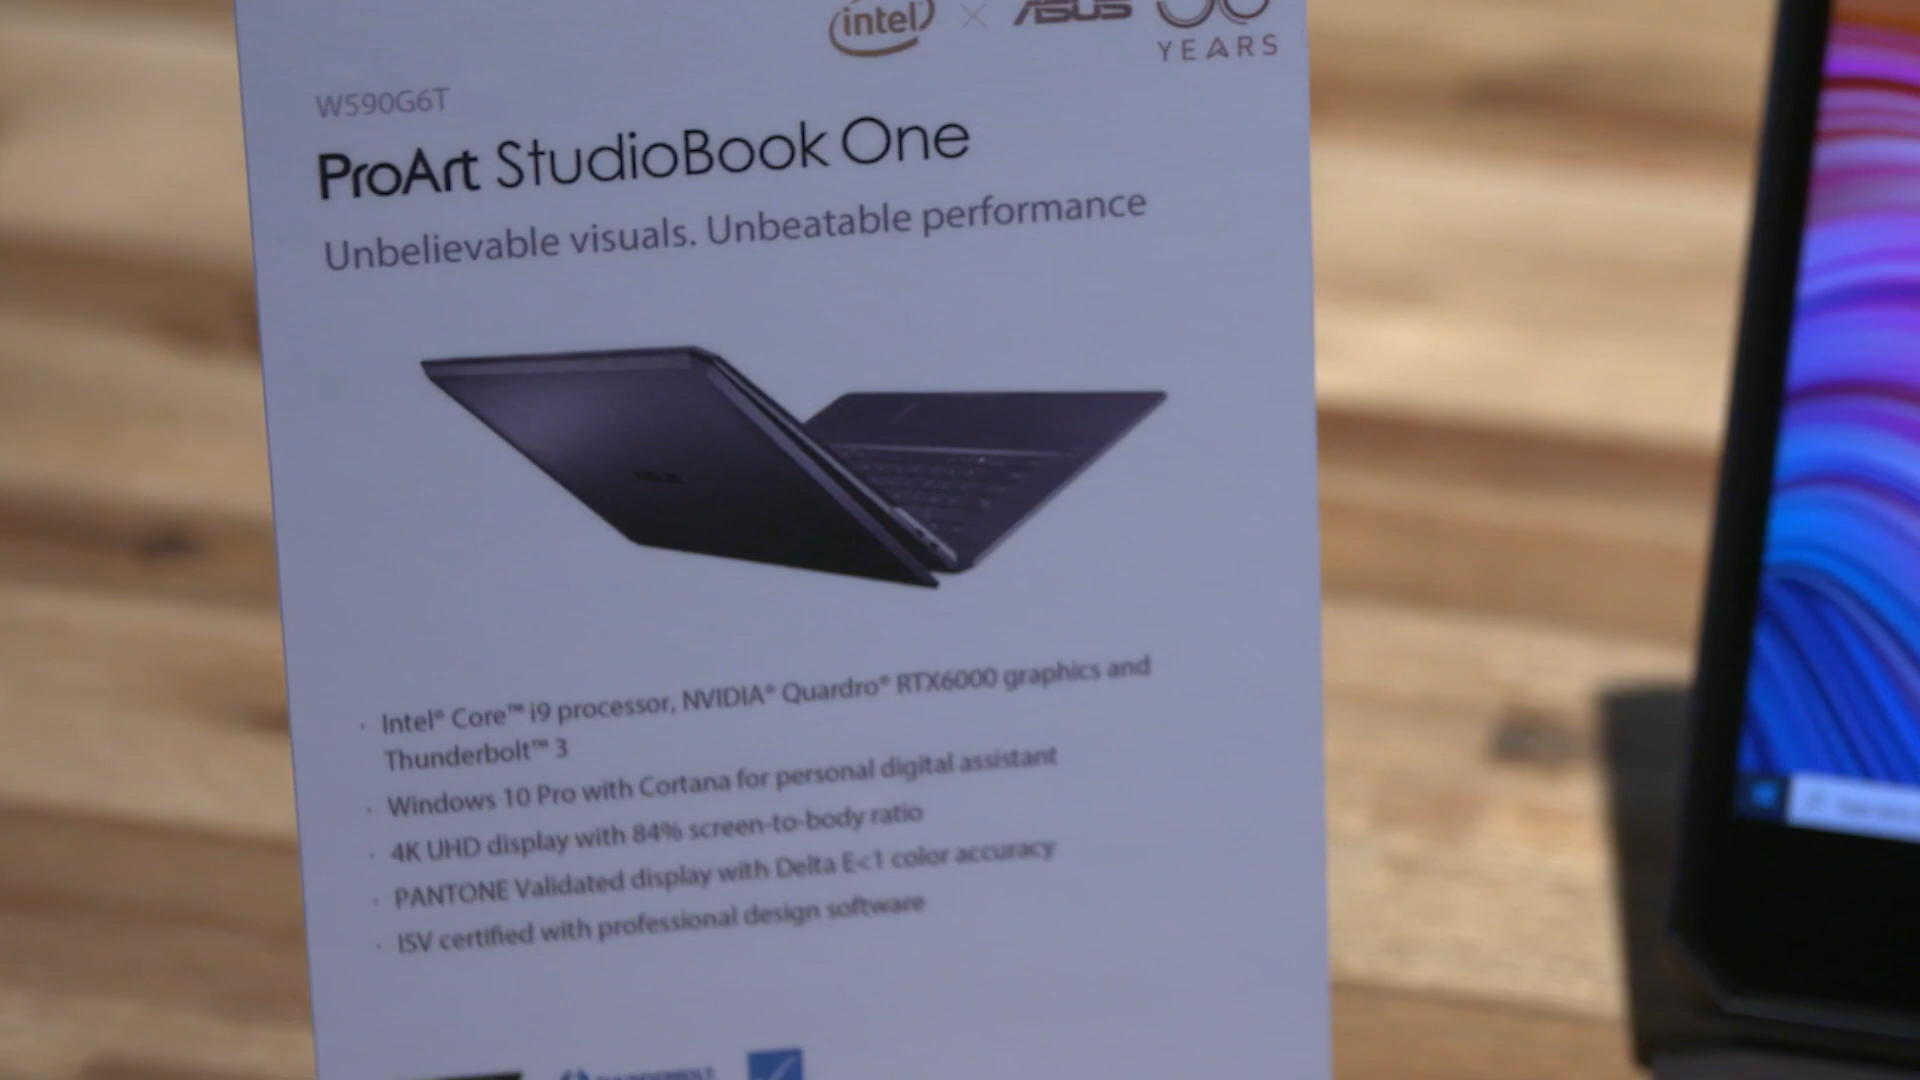 intel × ASUS
YEARS
W590G6T
ProArt StudioBook One
Unbelievable visuals. Unbeatable performance
· Intel® Core™ i9 processor, NVIDIA® Quardro® RTX6000 graphics and
Thunderbolt™ 3
· Windows 10 Pro with Cortana for personal digital assistant
· 4K UHD display with 84% screen-to-body ratio
· PANTONE Validated display with Delta E<1 color accuracy
· ISV certified with professional design software